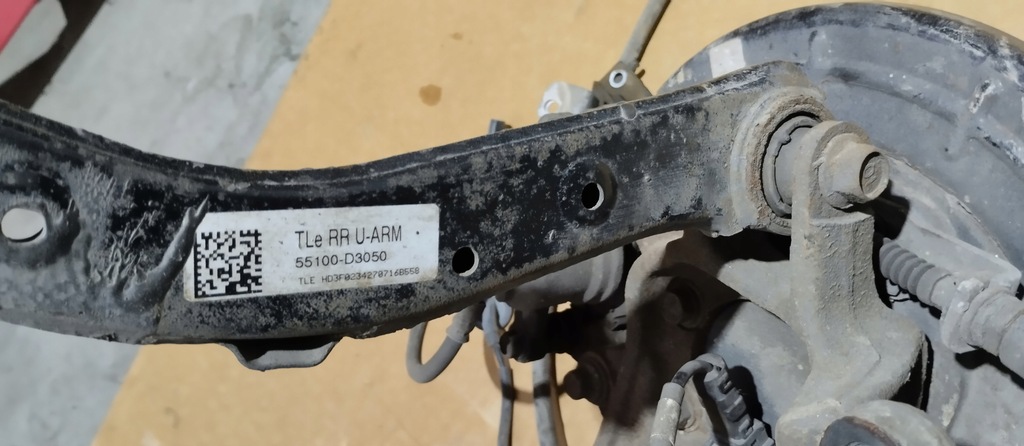 TLe RR U-ARM
55100-D3050
TLE HD3F0234270716B558